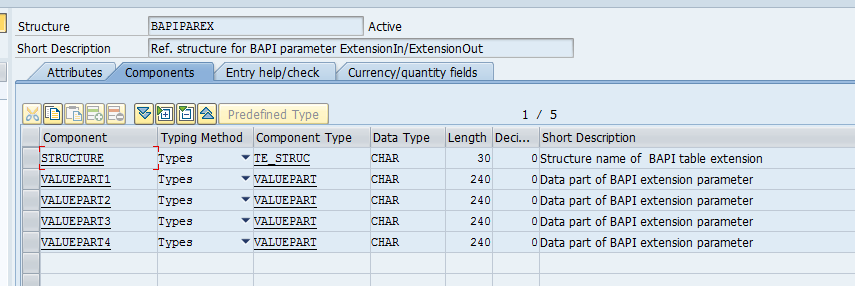 Structure BAPIPAREX Active
Short Description Ref. structure for BAPI parameter ExtensionIn/ExtensionOut
Attributes Components Entry help/check Currency/quantity fields
Predefined Type 1 / 5
Component Typing Method Component Type Data Type Length Deci... Short Description
STRUCTURE Types TE_STRUC CHAR 30 0 Structure name of BAPI table extension
VALUEPART1 Types VALUEPART CHAR 240 0 Data part of BAPI extension parameter
VALUEPART2 Types VALUEPART CHAR 240 0 Data part of BAPI extension parameter
VALUEPART3 Types VALUEPART CHAR 240 0 Data part of BAPI extension parameter
VALUEPART4 Types VALUEPART CHAR 240 0 Data part of BAPI extension parameter